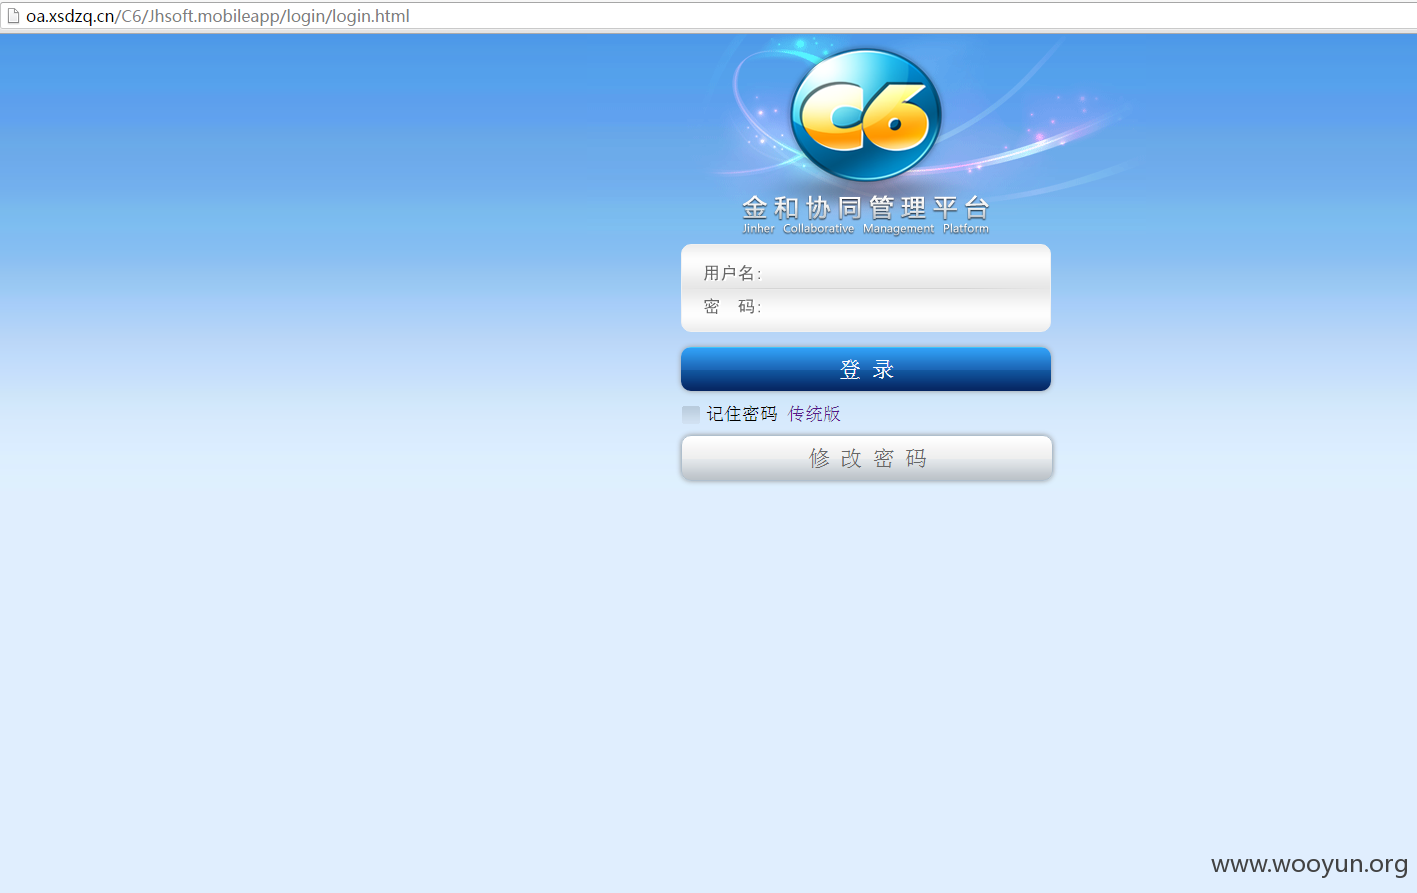 oa.xsdzq.cn/C6/Jhsoft.mobileapp/login/login.html
C6
金和协同管理平台
Jinher Collaborative Management Platform
用户名：
密 码：
登 录
记住密码 传统版
修 改 密 码
www.wooyun.org